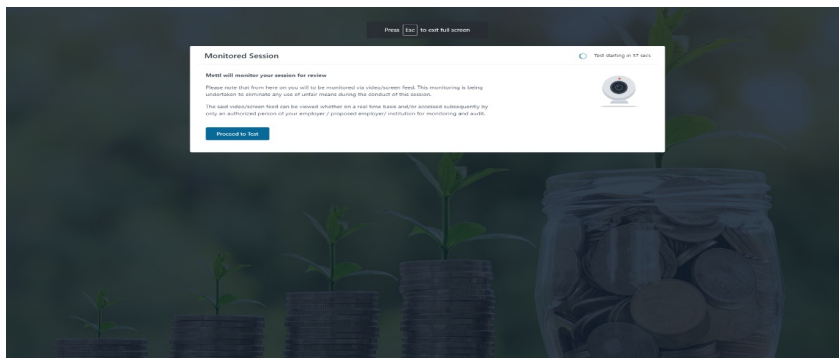 Press Esc to exit full screen
Monitored Session
Test starting in 57 secs
Mettl will monitor your session for review
Please note that from here on you will to be monitored via video/screen feed. This monitoring is being
undertaken to eliminate any use of unfair means during the conduct of this session.
The said video/screen feed can be viewed whether on a real time basis and/or accessed subsequently by
only an authorized person of your employer / proposed employer/ institution for monitoring and audit.
Proceed to Test